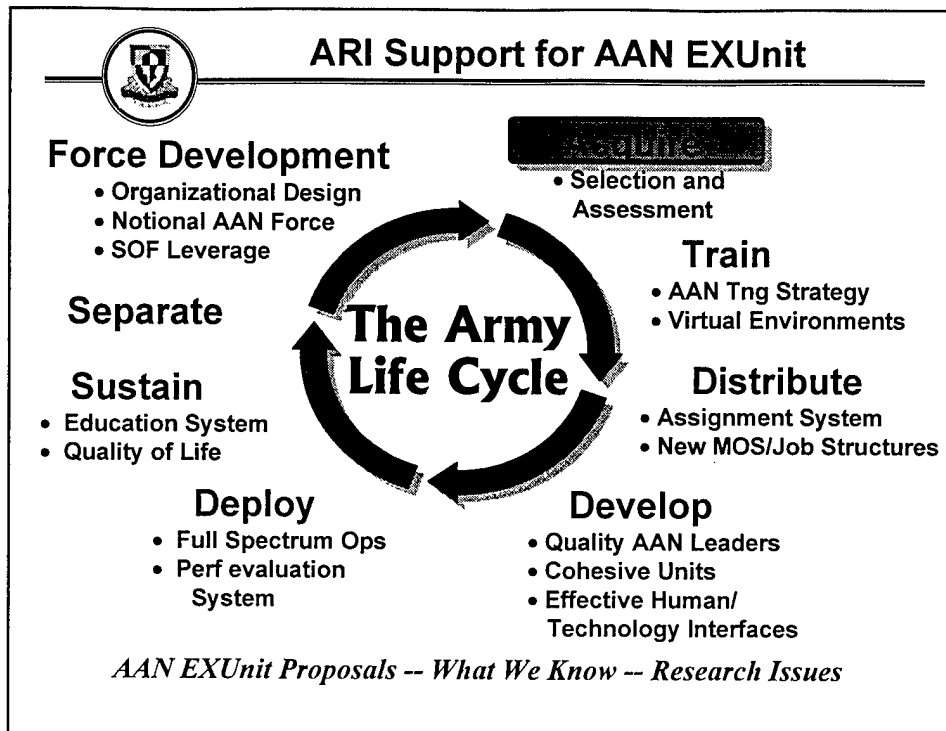 ARI Support for AAN EXUnit
Force Development
• Organizational Design
• Notional AAN Force
• SOF Leverage
Acquire
• Selection and
Assessment
Train
• AAN Tng Strategy
• Virtual Environments
Distribute
• Assignment System
• New MOS/Job Structures
Develop
• Quality AAN Leaders
• Cohesive Units
• Effective Human/
Technology Interfaces
Deploy
• Full Spectrum Ops
• Perf evaluation
System
Sustain
• Education System
• Quality of Life
Separate
The Army
Life Cycle
AAN EXUnit Proposals -- What We Know -- Research Issues